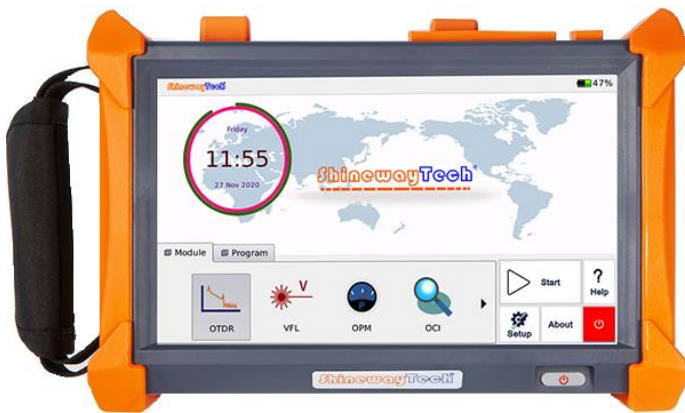 ShinewayTech
47%
Friday
11:55
27 Nov 2020
ShinewayTech®
Module
Program
V
P
OTDR
VFL
OPM
OCI
Start
?
Help
Setup
About
ShinewayTech